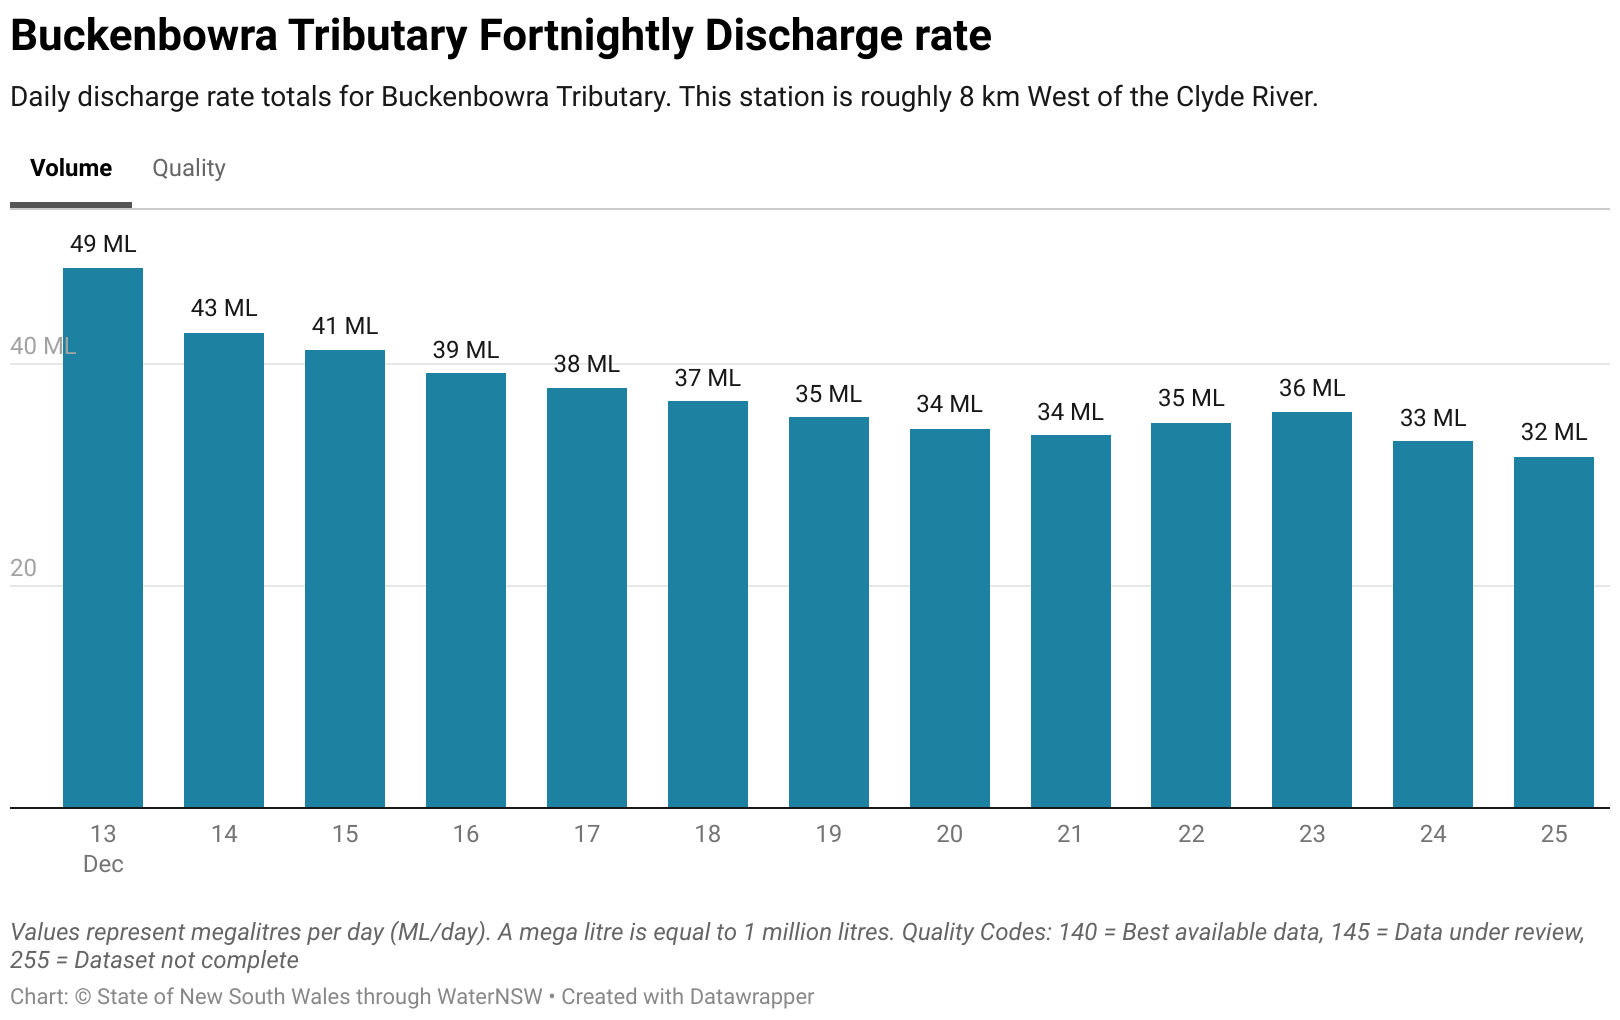 Buckenbowra Tributary Fortnightly Discharge rate
Daily discharge rate totals for Buckenbowra Tributary. This station is roughly 8 km West of the Clyde River.
Volume Quality
49 ML
43 ML
41 ML
39 ML
38 ML
37 ML
35 ML
34 ML
34 ML
35 ML
36 ML
33 ML
32 ML
40 ML
20
13 14 15 16 17 18 19 20 21 22 23 24 25
Dec
Values represent megalitres per day (ML/day). A mega litre is equal to 1 million litres. Quality Codes: 140 = Best available data, 145 = Data under review,
255 = Dataset not complete
Chart: © State of New South Wales through WaterNSW • Created with Datawrapper